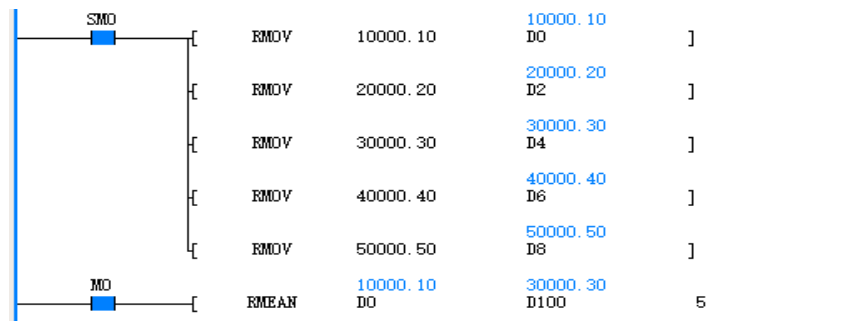 SM0
10000.10
[ RMOV 10000.10 D0 ]
20000.20
[ RMOV 20000.20 D2 ]
30000.30
[ RMOV 30000.30 D4 ]
40000.40
[ RMOV 40000.40 D6 ]
50000.50
[ RMOV 50000.50 D8 ]
M0 10000.10 30000.30
[ RMEAN D0 D100 5